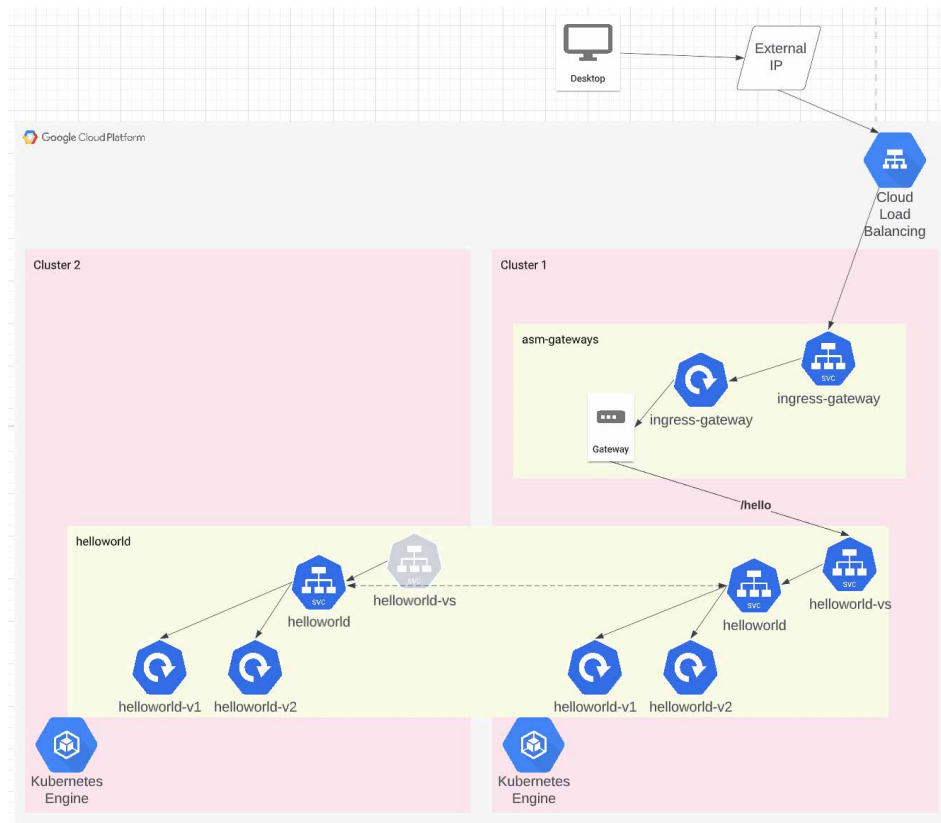 Desktop
External
IP
Google Cloud Platform
Cloud
Load
Balancing
Cluster 2
Cluster 1
asm-gateways
svc
ingress-gateway
ingress-gateway
Gateway
/hello
helloworld
svc
helloworld-vs
svc
helloworld
svc
helloworld-vs
svc
helloworld
helloworld-v1
helloworld-v2
helloworld-v1
helloworld-v2
Kubernetes
Engine
Kubernetes
Engine